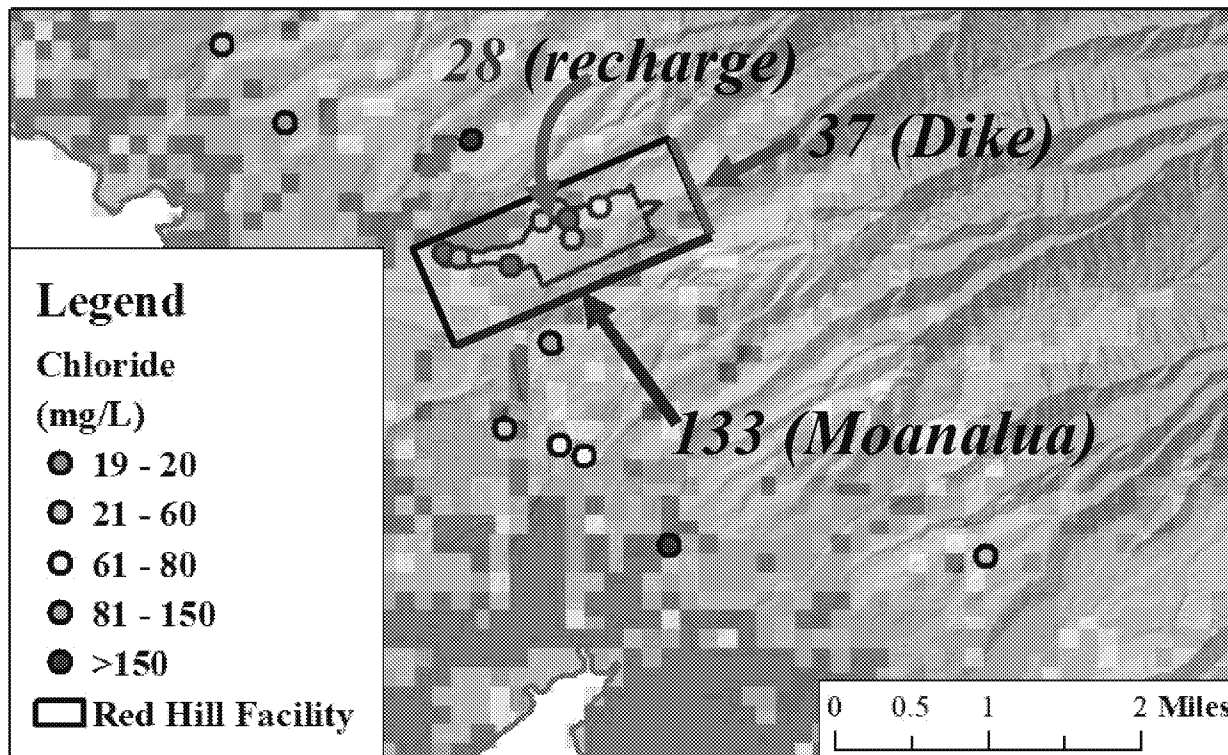 28 (recharge)
37 (Dike)
133 (Moanalua)
Legend
Chloride
(mg/L)
19 - 20
21 - 60
61 - 80
81 - 150
>150
Red Hill Facility
0 0.5 1 2 Miles